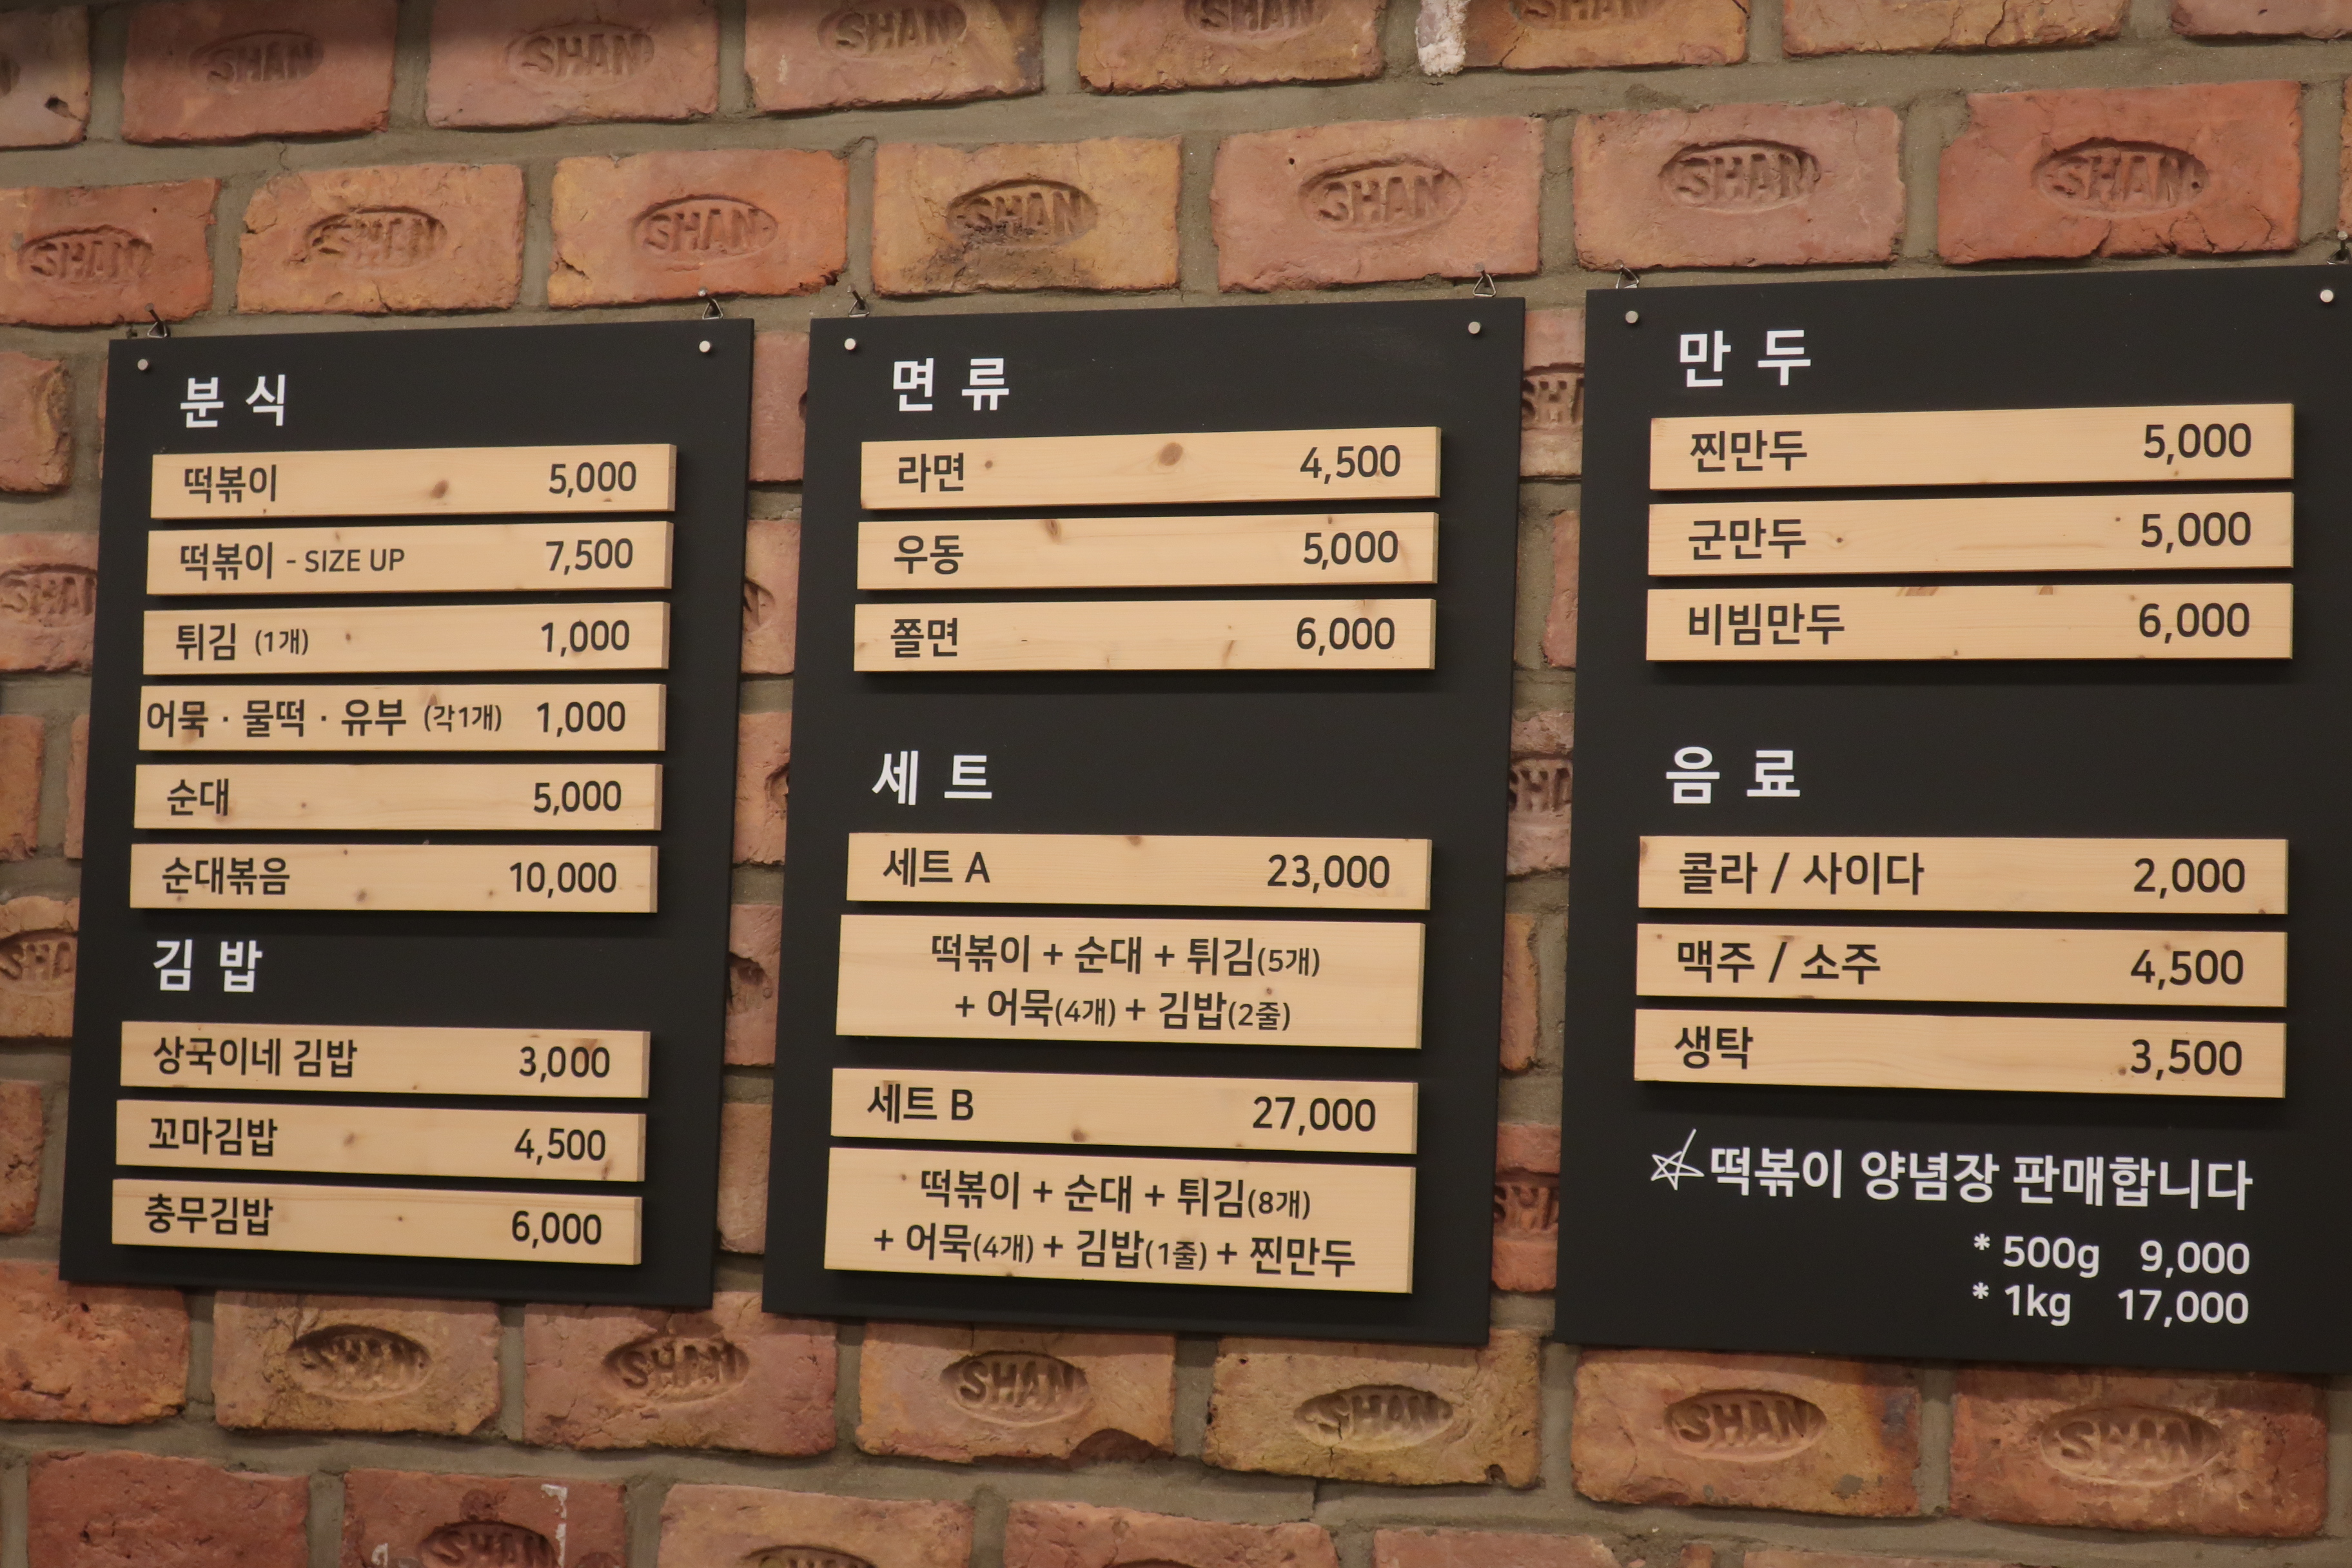 분식
떡볶이 5,000
떡볶이 - SIZE UP 7,500
튀김 (1개) 1,000
어묵 · 물떡 · 유부 (각1개) 1,000
순대 5,000
순대볶음 10,000
김밥
상국이네 김밥 3,000
꼬마김밥 4,500
충무김밥 6,000
면류
라면 4,500
우동 5,000
쫄면 6,000
세트
세트 A 23,000
떡볶이 + 순대 + 튀김(5개)
+ 어묵(4개) + 김밥(2줄)
세트 B 27,000
떡볶이 + 순대 + 튀김(8개)
+ 어묵(4개) + 김밥(1줄) + 찐만두
만두
찐만두 5,000
군만두 5,000
비빔만두 6,000
음료
콜라 / 사이다 2,000
맥주 / 소주 4,500
생탁 3,500
☆떡볶이 양념장 판매합니다
* 500g 9,000
* 1kg 17,000
SHAN